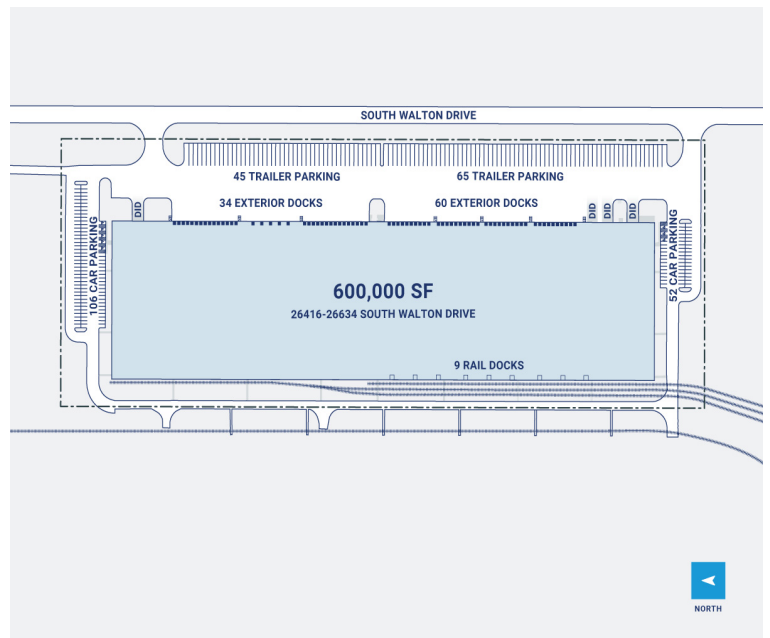 SOUTH WALTON DRIVE
45 TRAILER PARKING
65 TRAILER PARKING
34 EXTERIOR DOCKS
60 EXTERIOR DOCKS
DID
DID
DID
DID
106 CAR PARKING
52 CAR PARKING
600,000 SF
26416-26634 SOUTH WALTON DRIVE
9 RAIL DOCKS
NORTH